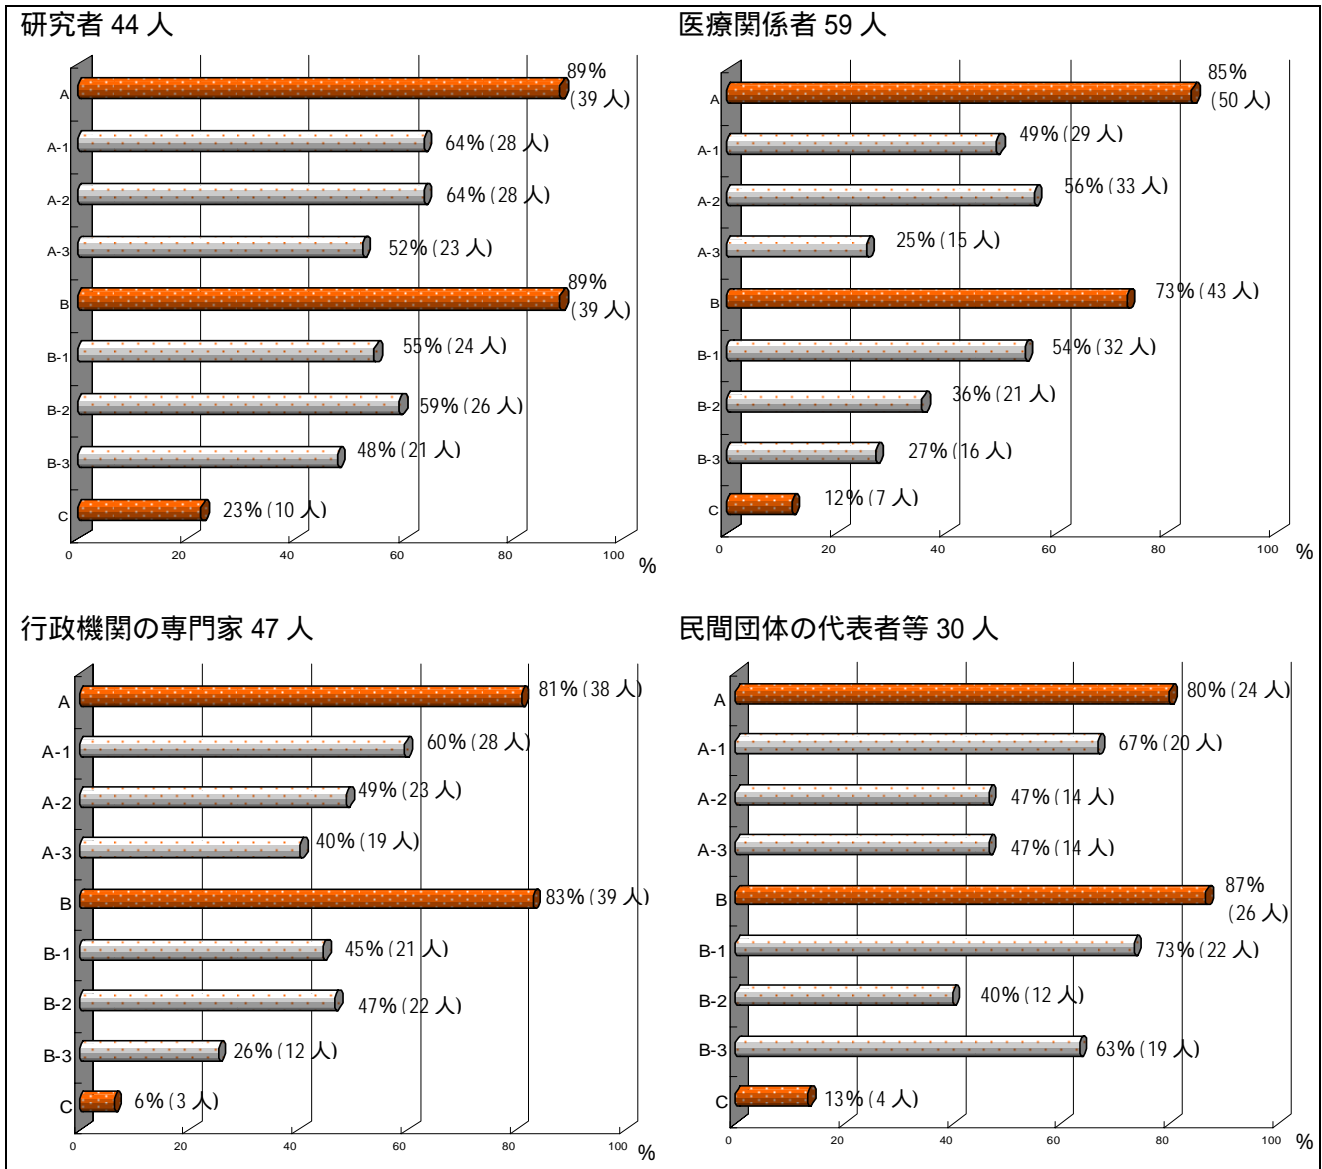 研究者 44 人
A 89%
(39 人)
A-1 64% (28 人)
A-2 64% (28 人)
A-3 52% (23 人)
B 89%
(39 人)
B-1 55% (24 人)
B-2 59% (26 人)
B-3 48% (21 人)
C 23% (10 人)
0 20 40 60 80 100
%
医療関係者 59 人
A 85%
(50 人)
A-1 49% (29 人)
A-2 56% (33 人)
A-3 25% (15 人)
B 73% (43 人)
B-1 54% (32 人)
B-2 36% (21 人)
B-3 27% (16 人)
C 12% (7 人)
0 20 40 60 80 100 %
行政機関の専門家 47 人
A 81% (38 人)
A-1 60% (28 人)
A-2 49% (23 人)
A-3 40% (19 人)
B 83% (39 人)
B-1 45% (21 人)
B-2 47% (22 人)
B-3 26% (12 人)
C 6% (3 人)
0 20 40 60 80 100 %
民間団体の代表者等 30 人
A 80% (24 人)
A-1 67% (20 人)
A-2 47% (14 人)
A-3 47% (14 人)
B 87%
(26 人)
B-1 73% (22 人)
B-2 40% (12 人)
B-3 63% (19 人)
C 13% (4 人)
0 20 40 60 80 100 %